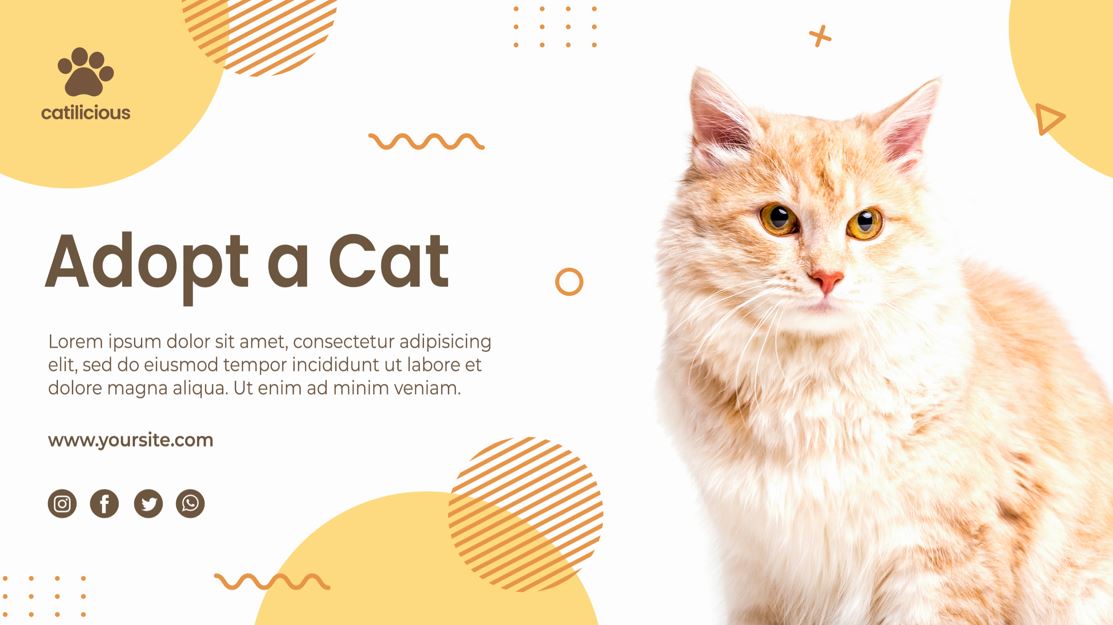 catilicious
Adopt a Cat
Lorem ipsum dolor sit amet, consectetur adipisicing
elit, sed do eiusmod tempor incididunt ut labore et
dolore magna aliqua. Ut enim ad minim veniam.
www.yoursite.com